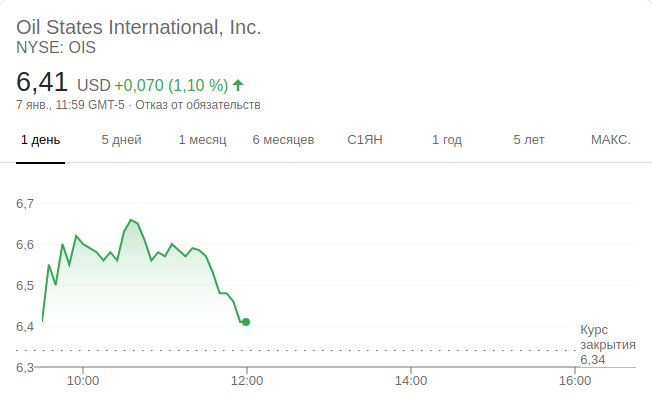 Oil States International, Inc.
NYSE: OIS
6,41 USD +0,070 (1,10 %)
7 янв., 11:59 GMT-5 · Отказ от обязательств
1 день 5 дней 1 месяц 6 месяцев С1ЯН 1 год 5 лет МАКС.
6,7
6,6
6,5
6,4
Курс
закрытия
6,34
6,3
10:00 12:00 14:00 16:00